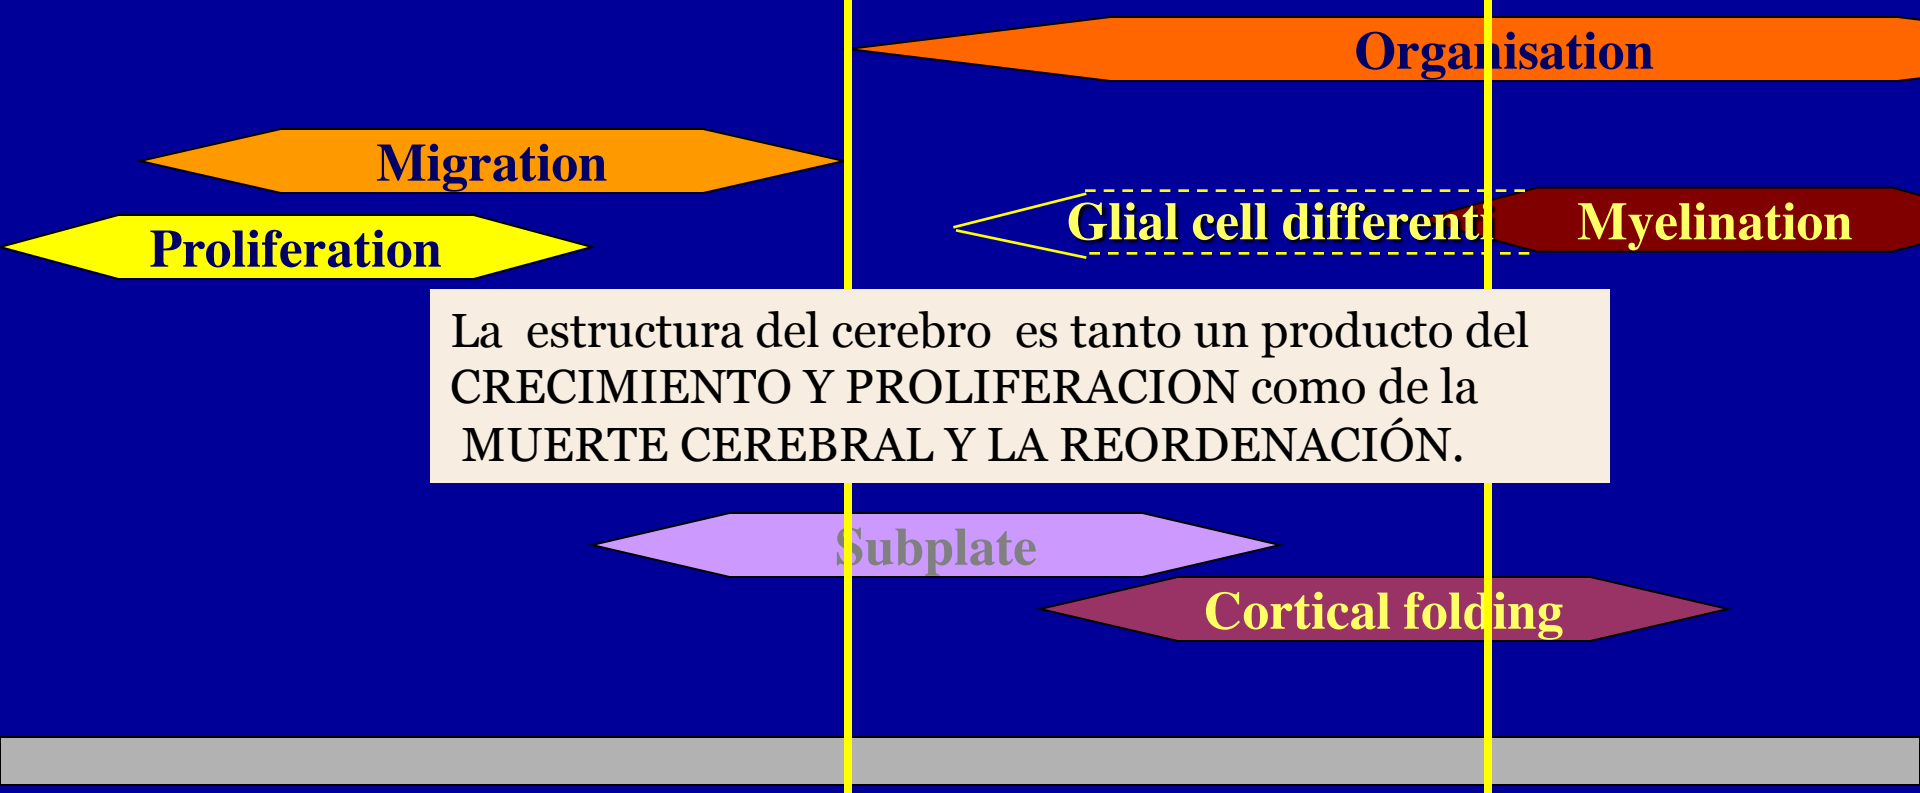 Organisation
Migration
Glial cell differenti
Myelination
Proliferation
La estructura del cerebro es tanto un producto del
CRECIMIENTO Y PROLIFERACION como de la
MUERTE CEREBRAL Y LA REORDENACIÓN.
Subplate
Cortical folding